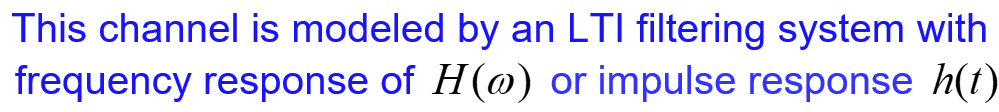 This channel is modeled by an LTI filtering system with
frequency response of H(ω) or impulse response h(t)